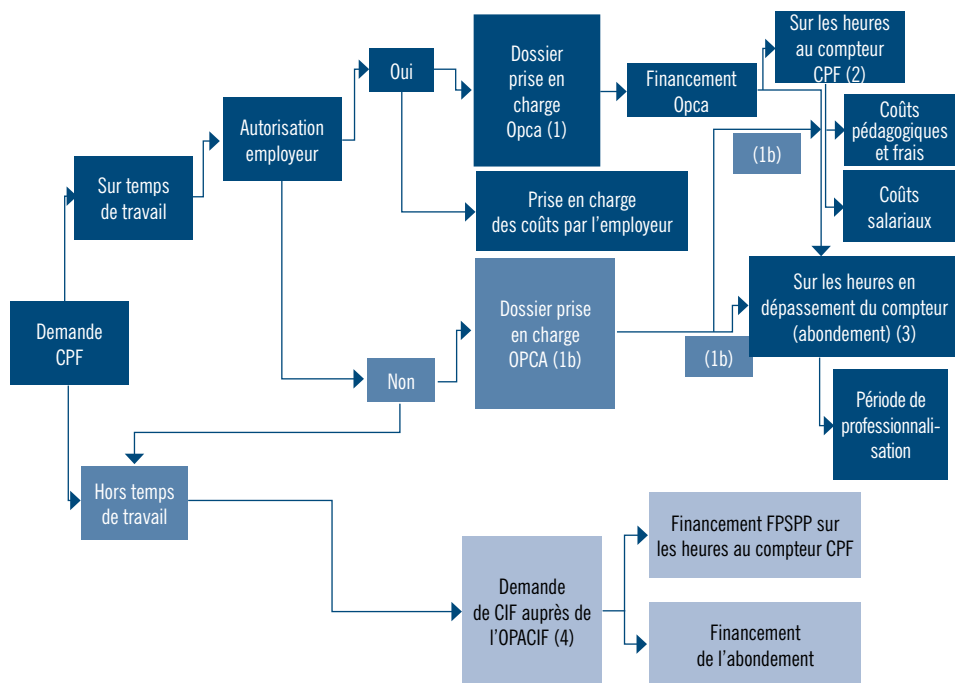 Demande
CPF
Sur temps
de travail
Autorisation
employeur
Oui
Dossier
prise en
charge
Opca (1)
Financement
Opca
Sur les heures
au compteur
CPF (2)
Coûts
pédagogiques
et frais
Coûts
salariaux
(1b)
Prise en charge
des coûts par l'employeur
Dossier prise
en charge
OPCA (1b)
(1b)
Sur les heures en
dépassement du compteur
(abondement) (3)
Non
Période de
professionnali-
sation
Hors temps
de travail
Demande
de CIF auprès de
l'OPACIF (4)
Financement FPSPP sur
les heures au compteur CPF
Financement
de l'abondement